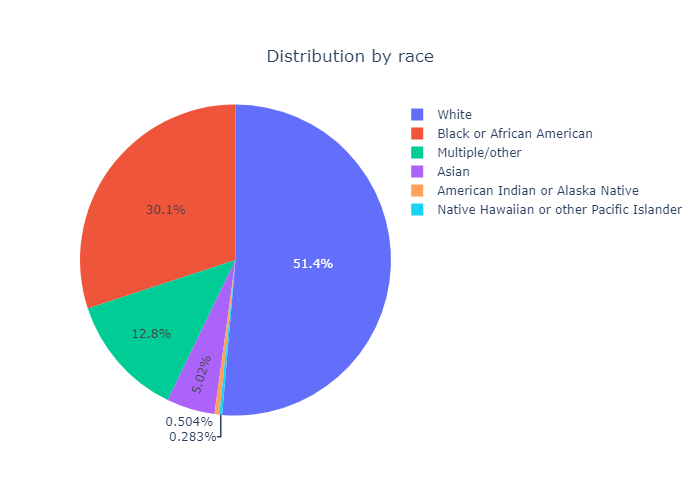 Distribution by race
White
Black or African American
Multiple/other
Asian
American Indian or Alaska Native
Native Hawaiian or other Pacific Islander
30.1%
51.4%
12.8%
5.02%
0.504%
0.283%